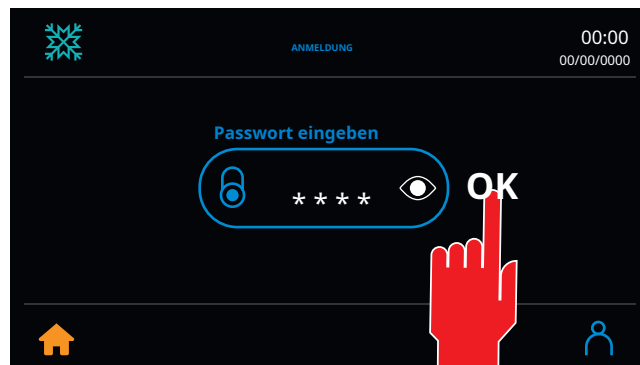 ANMELDUNG
00:00
00/00/0000
Passwort eingeben
* * * *
OK